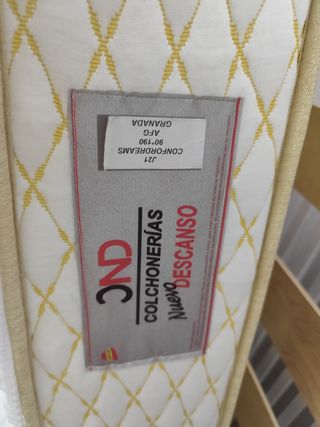 J21
CONFORDREAMS
90*190
AFG
GRANADA
CND
COLCHONERÍAS
Nuevo DESCANSO